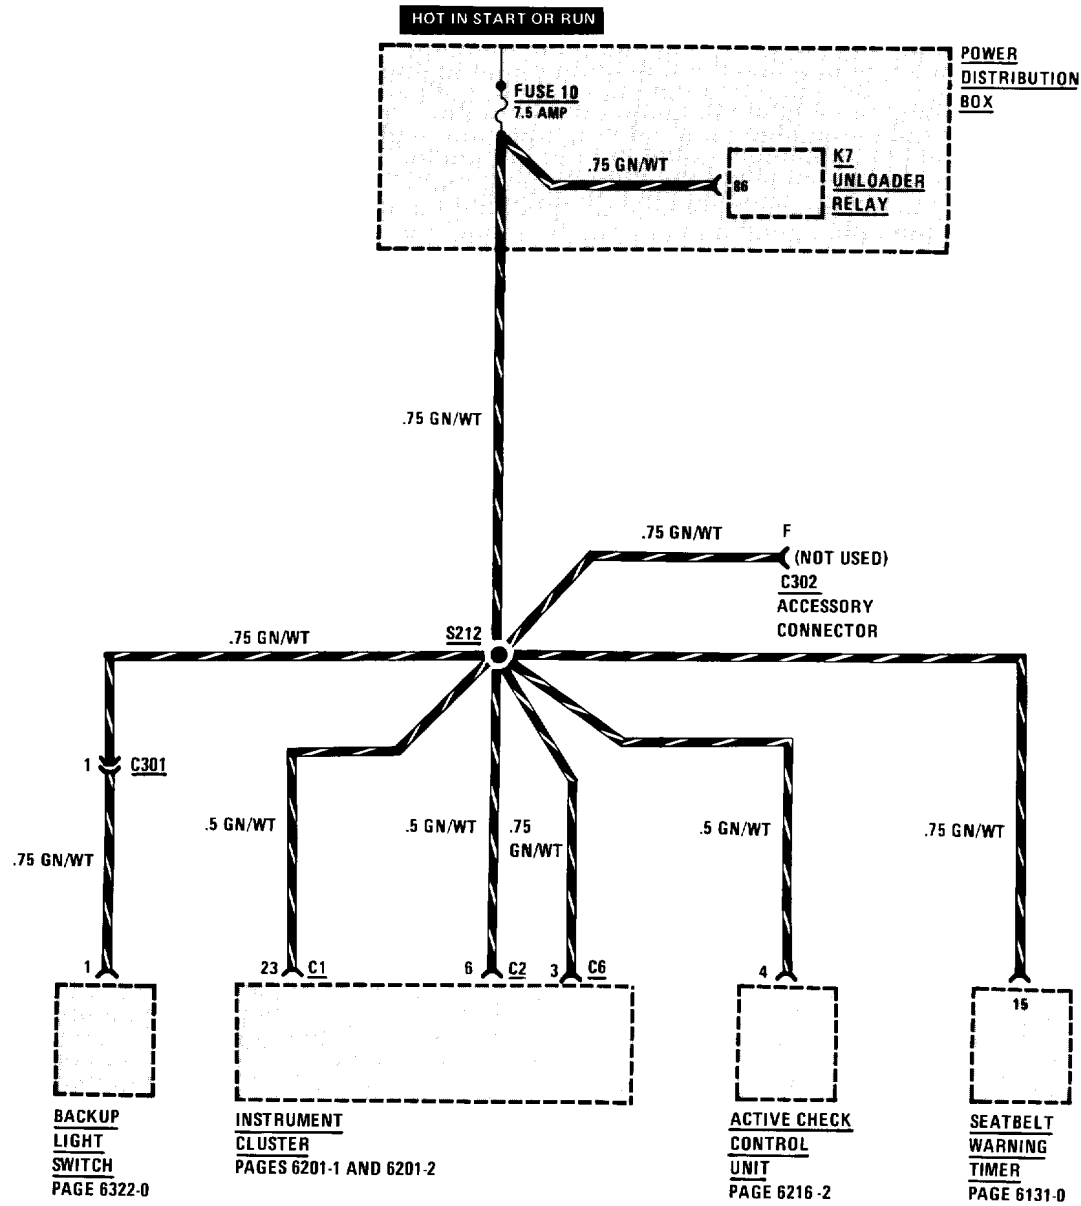 HOT IN START OR RUN
POWER
DISTRIBUTION
BOX
FUSE 10
7.5 AMP
.75 GN/WT
86
K7
UNLOADER
RELAY
.75 GN/WT
.75 GN/WT
F
(NOT USED)
C302
ACCESSORY
CONNECTOR
S212
.75 GN/WT
1
C301
.75 GN/WT
.5 GN/WT
.5 GN/WT
.75
GN/WT
.5 GN/WT
.75 GN/WT
1
23
C1
6
C2
3
C6
4
15
BACKUP
LIGHT
SWITCH
PAGE 6322-0
INSTRUMENT
CLUSTER
PAGES 6201-1 AND 6201-2
ACTIVE CHECK
CONTROL
UNIT
PAGE 6216-2
SEATBELT
WARNING
TIMER
PAGE 6131-0